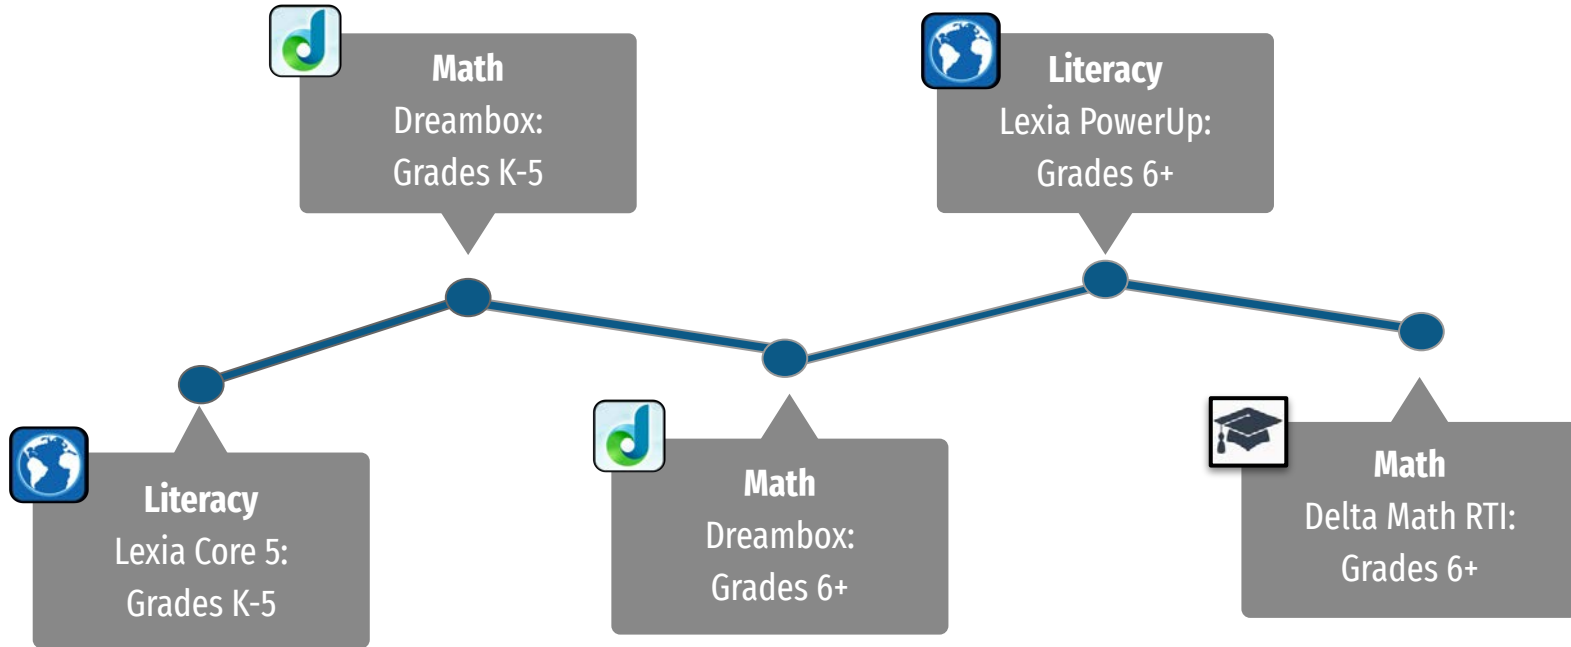 Math
Dreambox:
Grades K-5
Literacy
Lexia PowerUp:
Grades 6+
Literacy
Lexia Core 5:
Grades K-5
Math
Dreambox:
Grades 6+
Math
Delta Math RTI:
Grades 6+